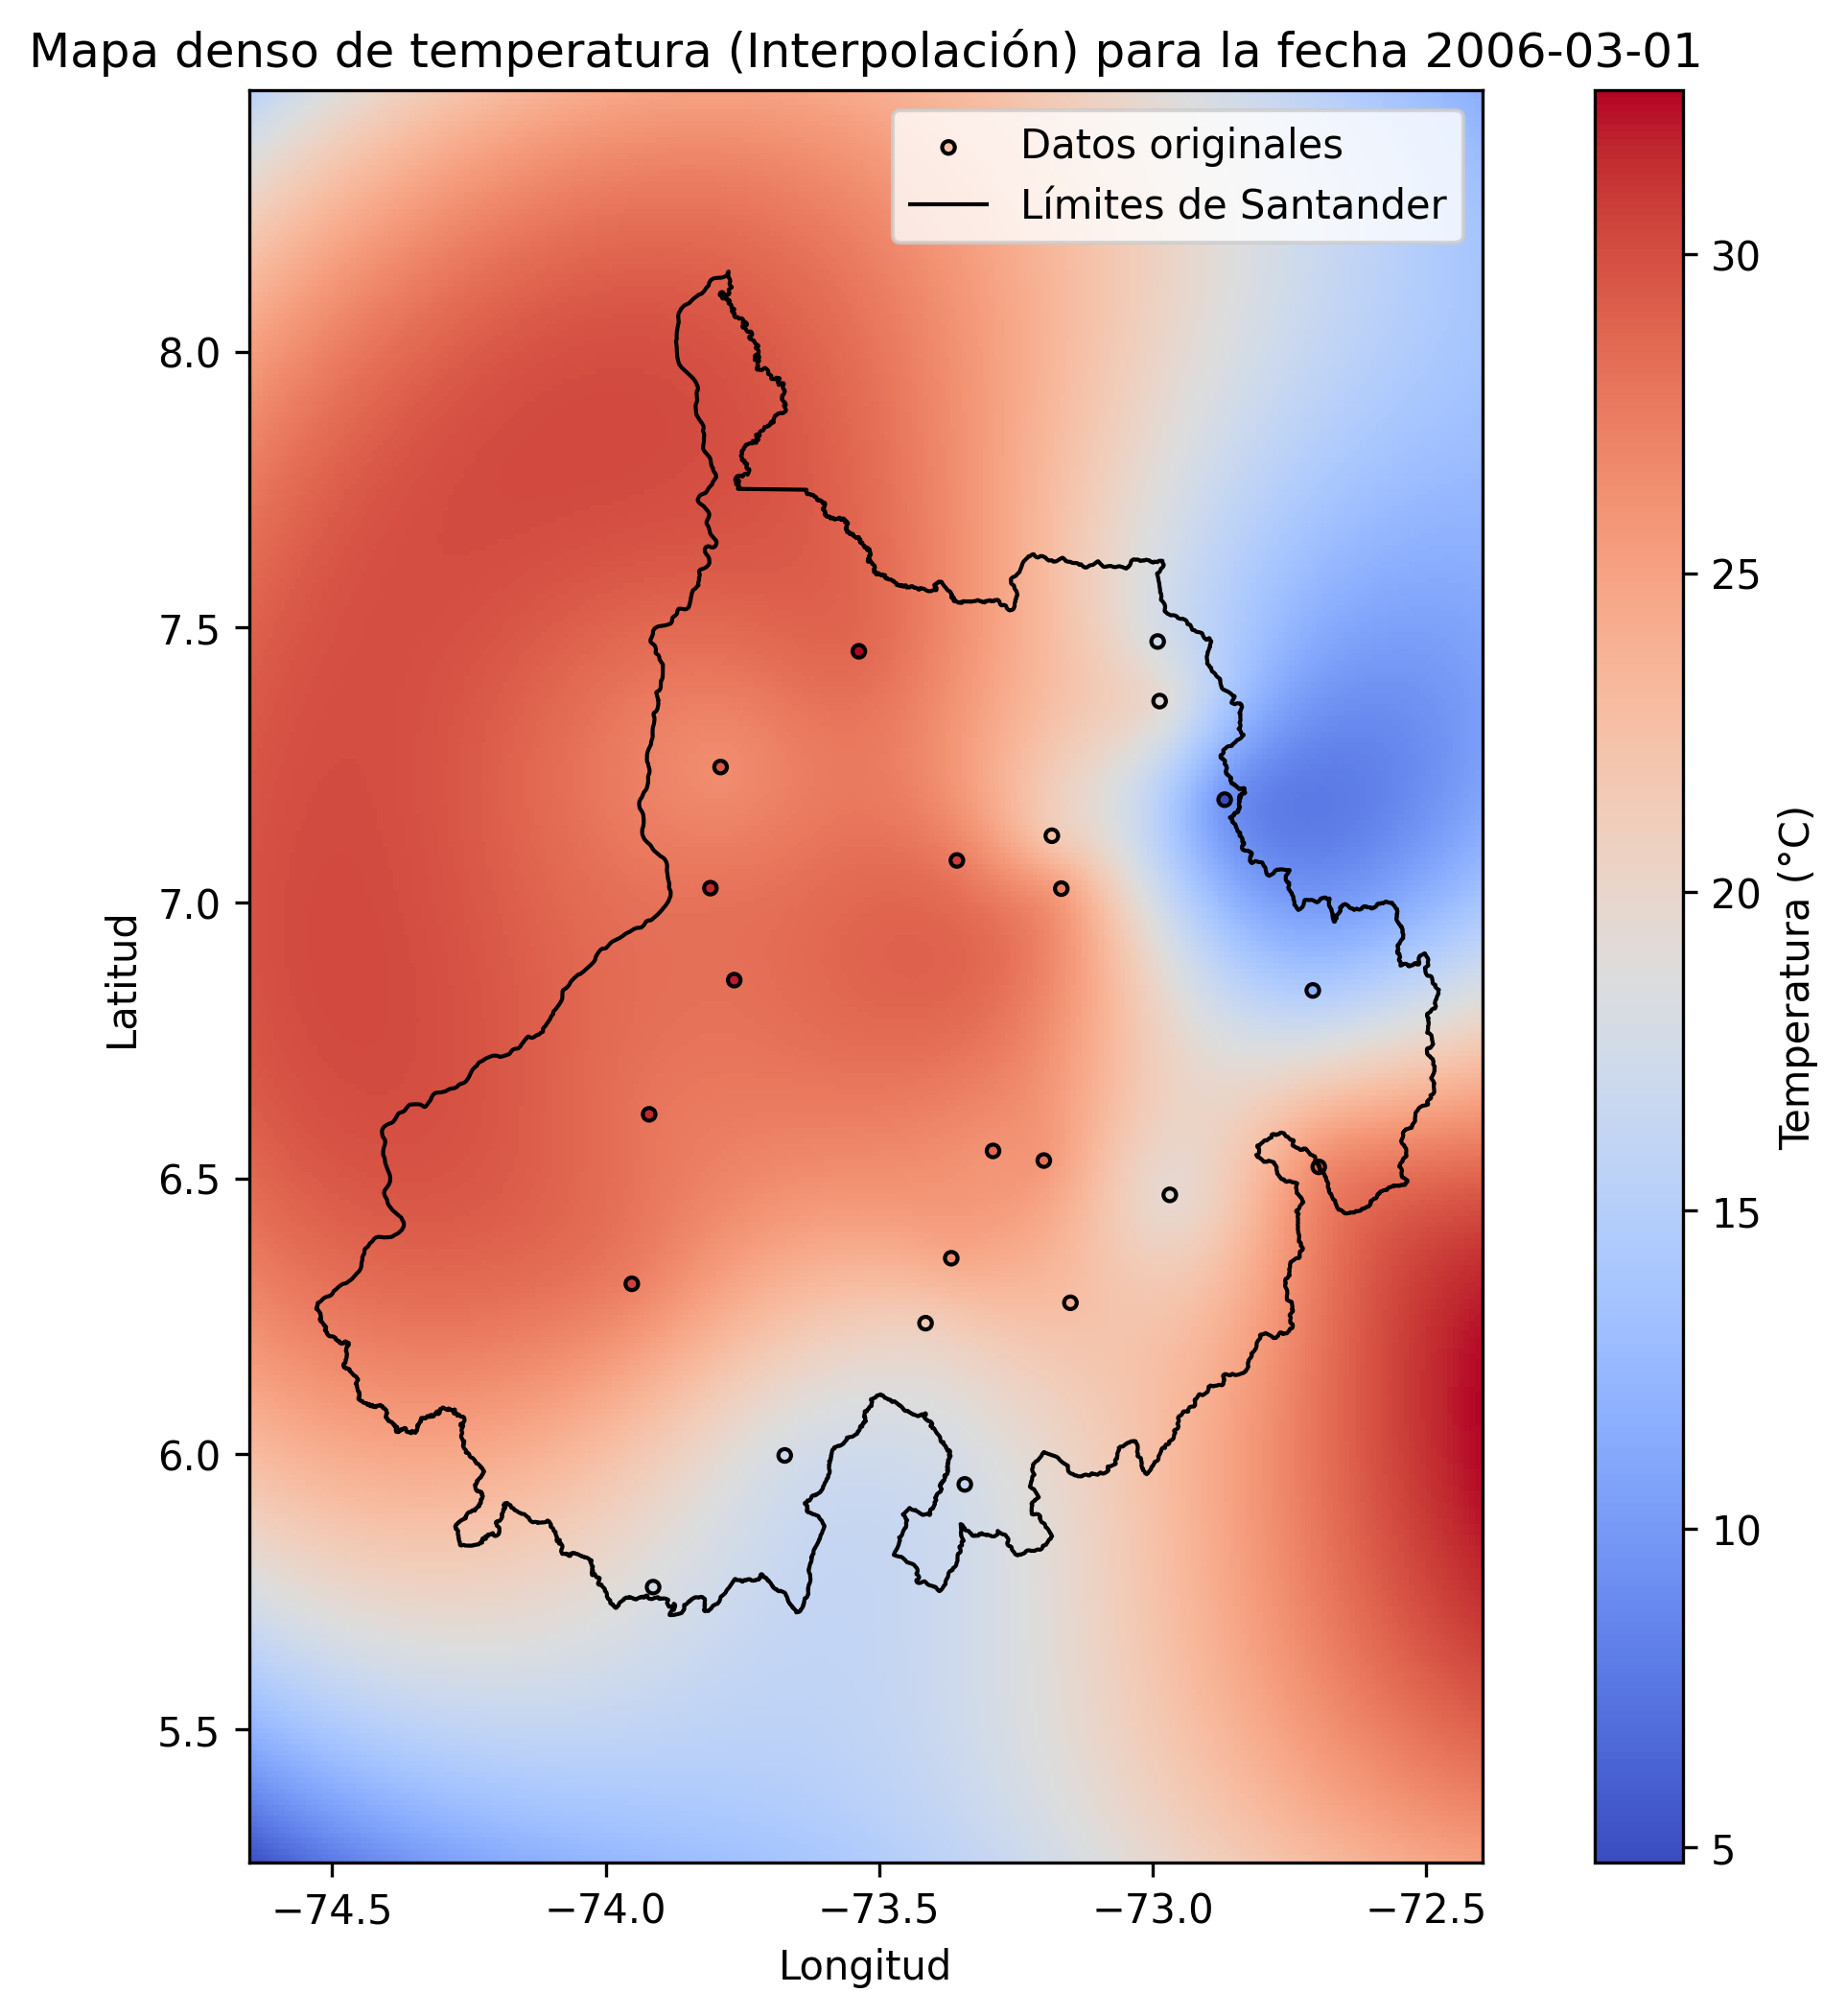 Mapa denso de temperatura (Interpolación) para la fecha 2006-03-01
Datos originales
Límites de Santander
8.0
7.5
7.0
6.5
6.0
5.5
Latitud
−74.5
−74.0
−73.5
−73.0
−72.5
Longitud
30
25
20
15
10
5
Temperatura (°C)